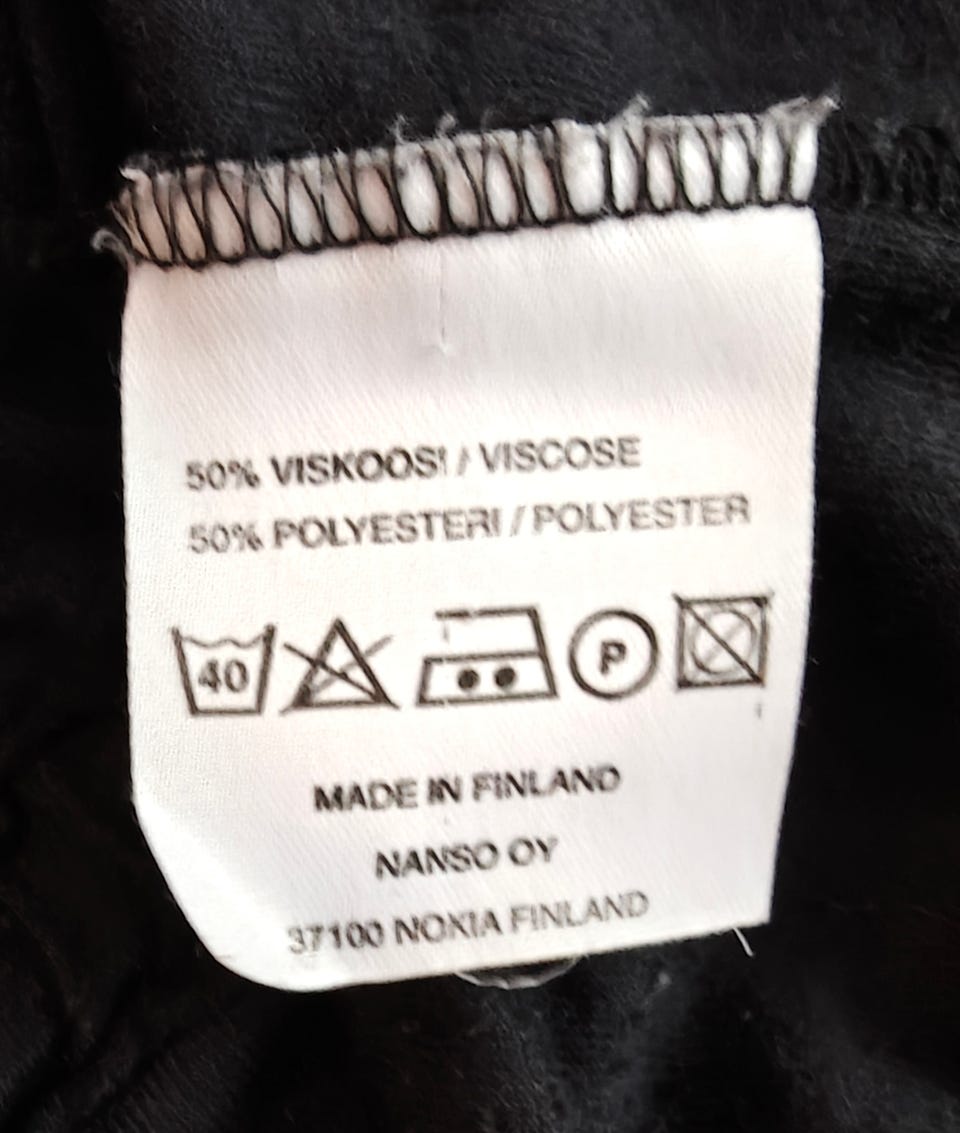 50% VISKOOSI / VISCOSE
50% POLYESTERI / POLYESTER
40 P
MADE IN FINLAND
NANSO OY
37100 NOKIA FINLAND